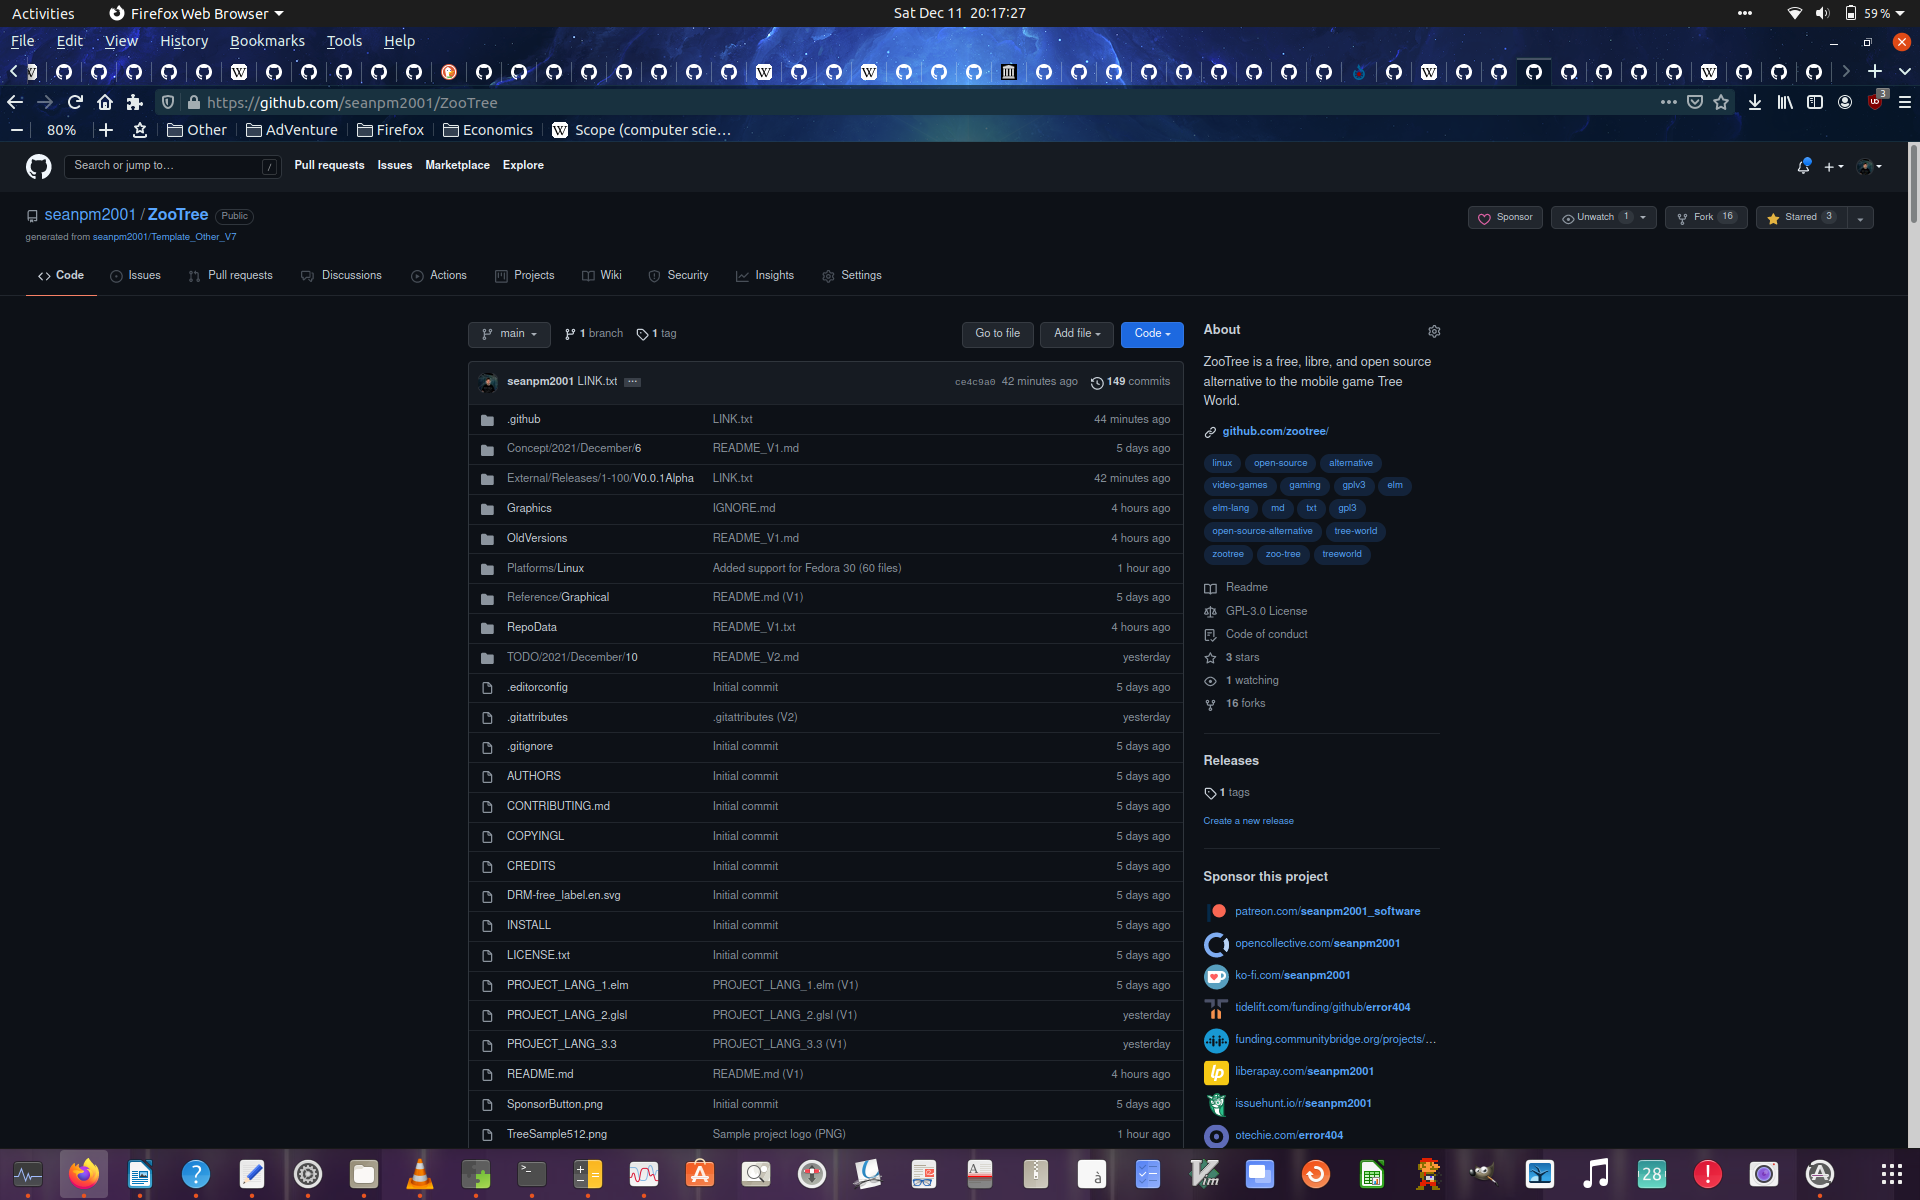 Activities Firefox Web Browser Sat Dec 11 20:17:27 59 %
File Edit View History Bookmarks Tools Help
https://github.com/seanpm2001/ZooTree 3
80% Other AdVenture Firefox Economics Scope (computer scie…
Search or jump to… / Pull requests Issues Marketplace Explore
seanpm2001 / ZooTree Public Sponsor Unwatch 1 Fork 16 Starred 3
generated from seanpm2001/Template_Other_V7
Code Issues Pull requests Discussions Actions Projects Wiki Security Insights Settings
main 1 branch 1 tag Go to file Add file Code
seanpm2001 LINK.txt ce4c9a0 42 minutes ago 149 commits
.github LINK.txt 44 minutes ago
Concept/2021/December/6 README_V1.md 5 days ago
External/Releases/1-100/V0.0.1Alpha LINK.txt 42 minutes ago
Graphics IGNORE.md 4 hours ago
OldVersions README_V1.md 4 hours ago
Platforms/Linux Added support for Fedora 30 (60 files) 1 hour ago
Reference/Graphical README.md (V1) 5 days ago
RepoData README_V1.txt 4 hours ago
TODO/2021/December/10 README_V2.md yesterday
.editorconfig Initial commit 5 days ago
.gitattributes .gitattributes (V2) yesterday
.gitignore Initial commit 5 days ago
AUTHORS Initial commit 5 days ago
CONTRIBUTING.md Initial commit 5 days ago
COPYINGL Initial commit 5 days ago
CREDITS Initial commit 5 days ago
DRM-free_label.en.svg Initial commit 5 days ago
INSTALL Initial commit 5 days ago
LICENSE.txt Initial commit 5 days ago
PROJECT_LANG_1.elm PROJECT_LANG_1.elm (V1) 5 days ago
PROJECT_LANG_2.glsl PROJECT_LANG_2.glsl (V1) yesterday
PROJECT_LANG_3.3 PROJECT_LANG_3.3 (V1) yesterday
README.md README.md (V1) 4 hours ago
SponsorButton.png Initial commit 5 days ago
TreeSample512.png Sample project logo (PNG) 1 hour ago
About
ZooTree is a free, libre, and open source
alternative to the mobile game Tree
World.
github.com/zootree/
linux open-source alternative
video-games gaming gplv3 elm
elm-lang md txt gpl3
open-source-alternative tree-world
zootree zoo-tree treeworld
Readme
GPL-3.0 License
Code of conduct
3 stars
1 watching
16 forks
Releases
1 tags
Create a new release
Sponsor this project
patreon.com/seanpm2001_software
opencollective.com/seanpm2001
ko-fi.com/seanpm2001
tidelift.com/funding/github/error404
funding.communitybridge.org/projects/…
liberapay.com/seanpm2001
issuehunt.io/r/seanpm2001
otechie.com/error404
28